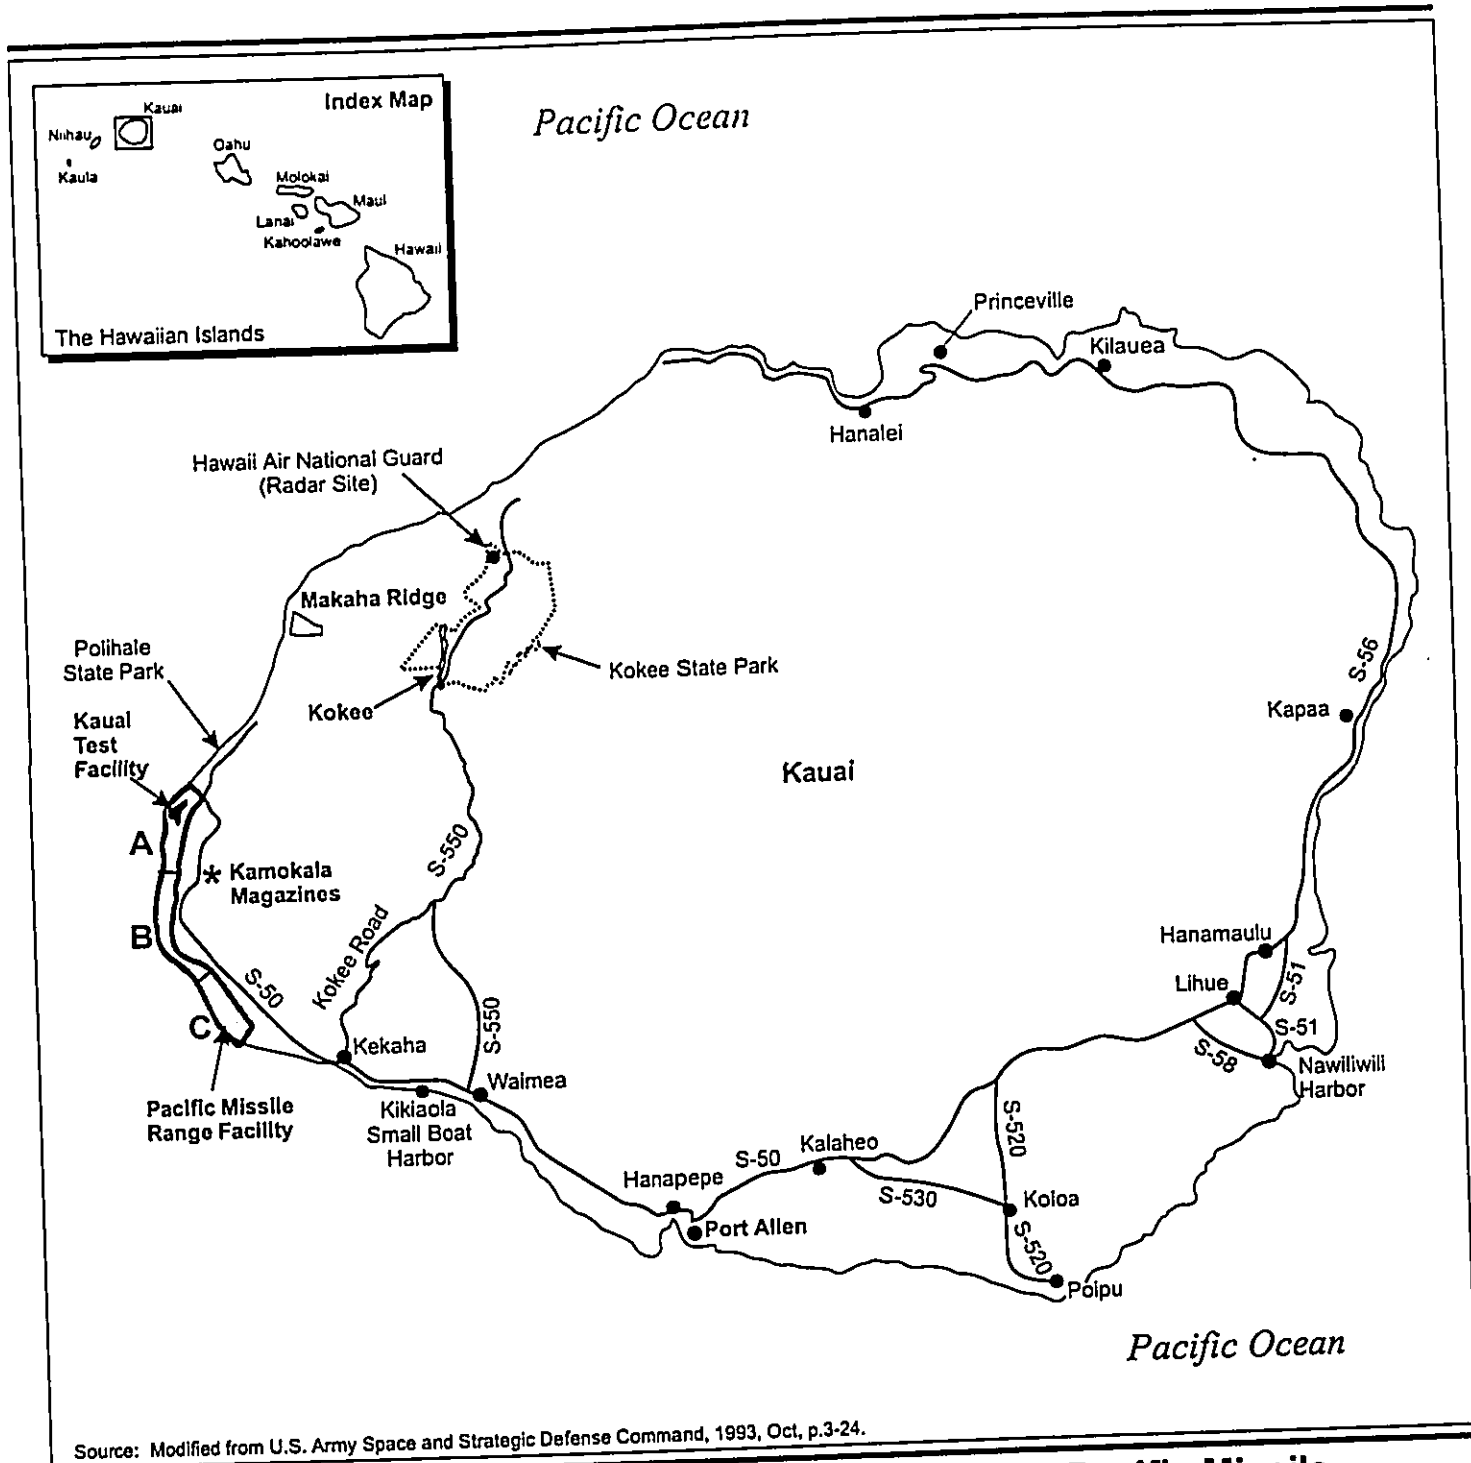 Index Map
Kauai
Niihau
Kaula
Oahu
Molokai
Maui
Lanai
Kahoolawe
Hawaii
The Hawaiian Islands
Pacific Ocean
Princeville
Kilauea
Hanalei
Hawaii Air National Guard
(Radar Site)
Makaha Ridge
Polihale
State Park
Kokee State Park
Kokee
Kauai
Test
Facility
S-56
Kapaa
Kauai
A
S-550
Kamokala
Magazines
B
Kokee Road
S-50
Hanamaulu
Lihue
S-51
S-550
C
S-51
S-58
Kekaha
Nawiliwili
Harbor
Waimea
Pacific Missile
Range Facility
Kikiaola
Small Boat
Harbor
S-520
Kalaheo
S-50
Hanapepe
S-530
Koloa
Port Allen
S-520
Poipu
Pacific Ocean
Source: Modified from U.S. Army Space and Strategic Defense Command, 1993, Oct, p.3-24.